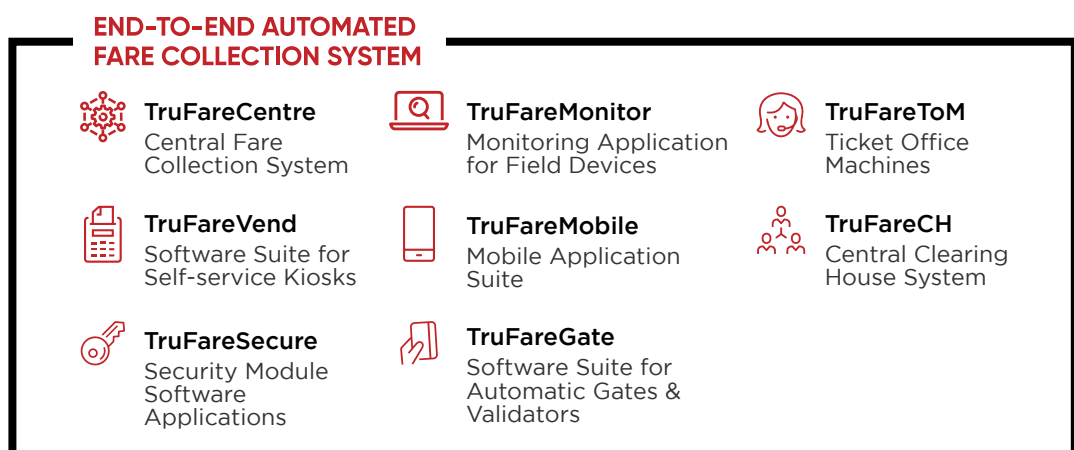 END-TO-END AUTOMATED
FARE COLLECTION SYSTEM
TruFareCentre
Central Fare
Collection System
TruFareMonitor
Monitoring Application
for Field Devices
TruFareToM
Ticket Office
Machines
TruFareVend
Software Suite for
Self-service Kiosks
TruFareMobile
Mobile Application
Suite
TruFareCH
Central Clearing
House System
TruFareSecure
Security Module
Software
Applications
TruFareGate
Software Suite for
Automatic Gates &
Validators